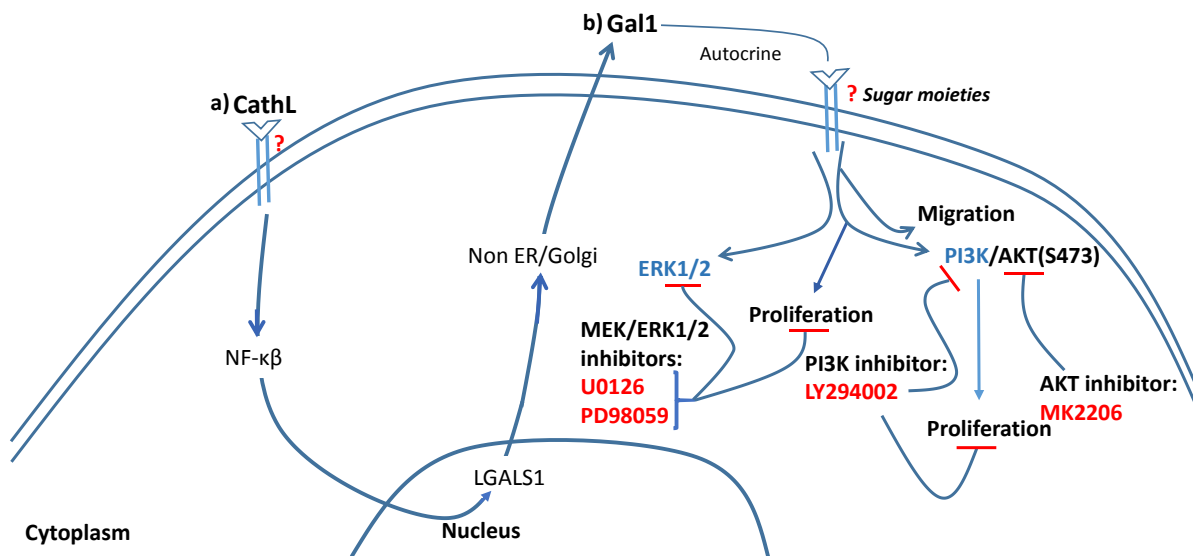 b) Gal1
Autocrine
a) CathL
?
? Sugar moieties
Migration
Non ER/Golgi
ERK1/2
PI3K/AKT(S473)
Proliferation
MEK/ERK1/2
inhibitors:
U0126
PD98059
NF-κβ
PI3K inhibitor:
LY294002
AKT inhibitor:
MK2206
Proliferation
LGALS1
Nucleus
Cytoplasm